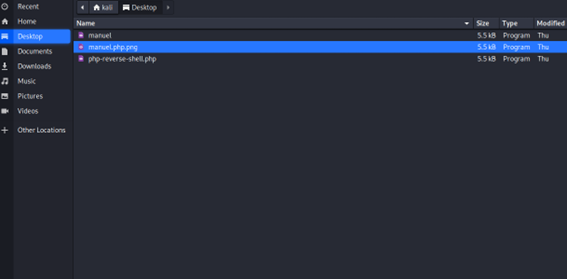 Recent
Home
Desktop
Documents
Downloads
Music
Pictures
Videos
Other Locations
kali Desktop
Name Size Type Modified
manuel 5.5 kB Program Thu
manuel.php.png 5.5 kB Program Thu
php-reverse-shell.php 5.5 kB Program Thu